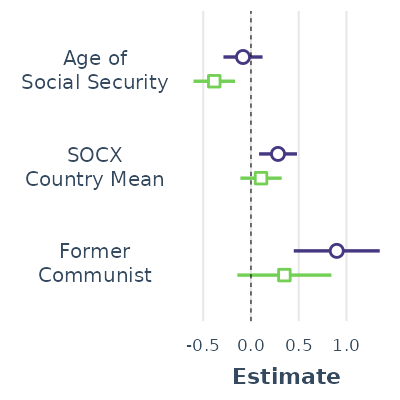 Age of
Social Security
SOCX
Country Mean
Former
Communist
-0.5 0.0 0.5 1.0
Estimate